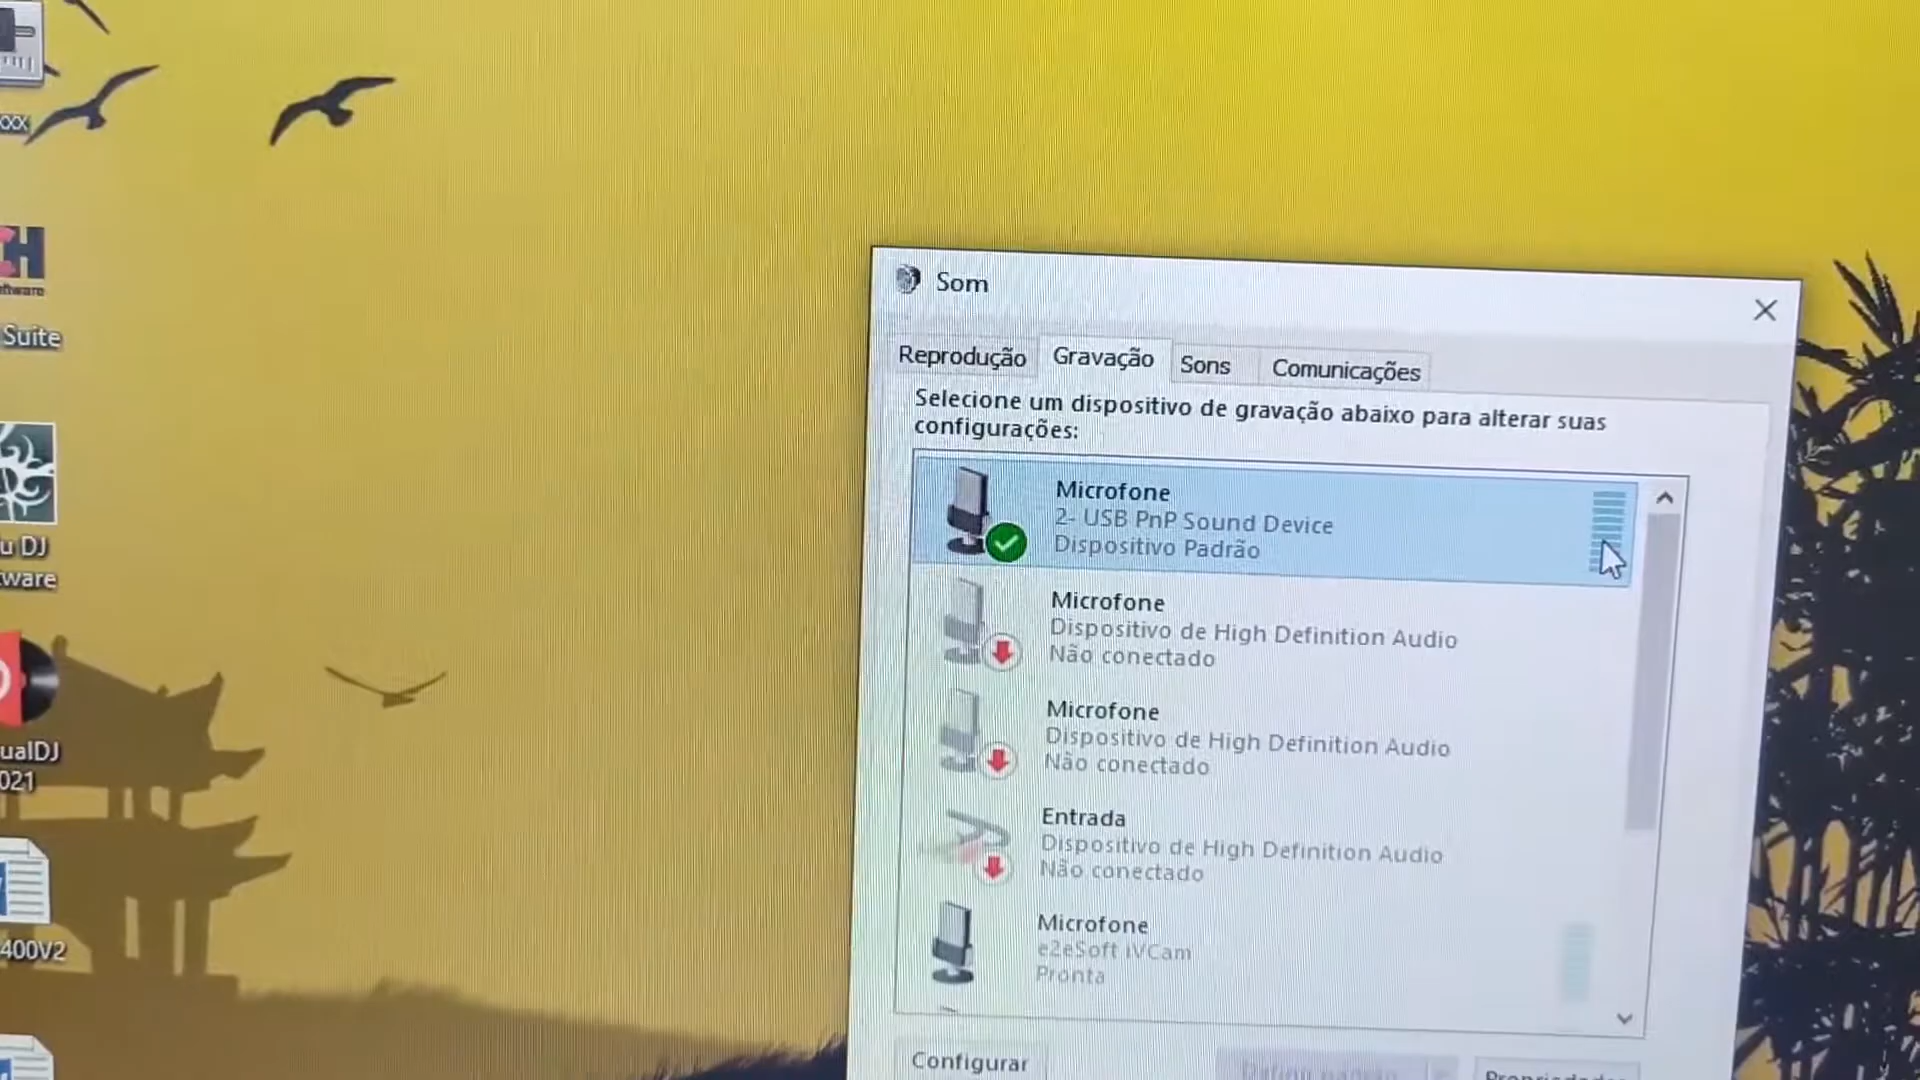 xxx
CH
ftware
Suite
u DJ
ware
ualDJ
021
400V2
Som
Reprodução
Gravação
Sons
Comunicações
Selecione um dispositivo de gravação abaixo para alterar suas
configurações:
Microfone
2- USB PnP Sound Device
Dispositivo Padrão
Microfone
Dispositivo de High Definition Audio
Não conectado
Microfone
Dispositivo de High Definition Audio
Não conectado
Entrada
Dispositivo de High Definition Audio
Não conectado
Microfone
e2eSoft iVCam
Pronta
Configurar